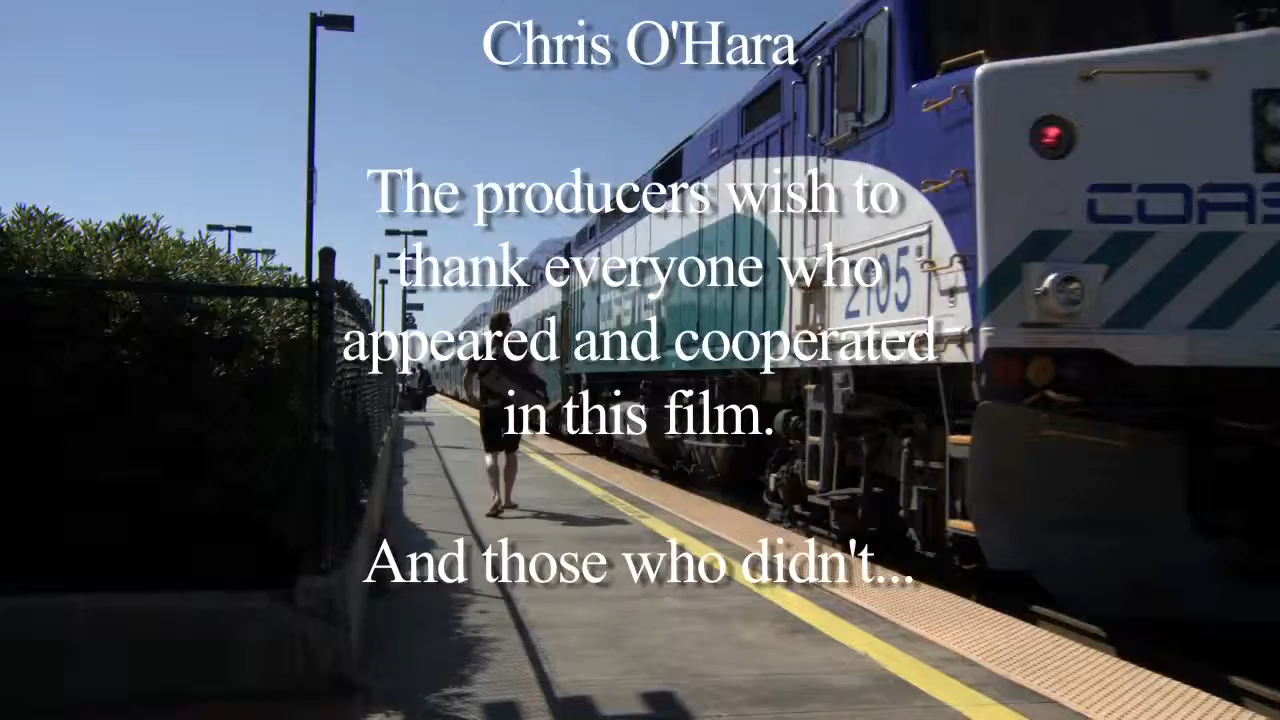 Chris O'Hara
The producers wish to
thank everyone who
appeared and cooperated
in this film.
And those who didn't...
2105
COAS